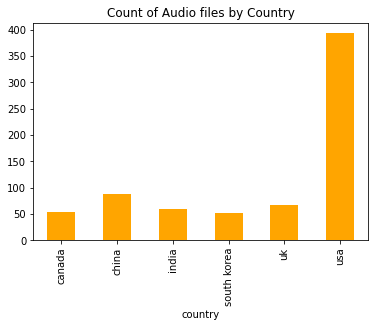 Count of Audio files by Country
400
350
300
250
200
150
100
50
0
canada
china
india
south korea
uk
usa
country